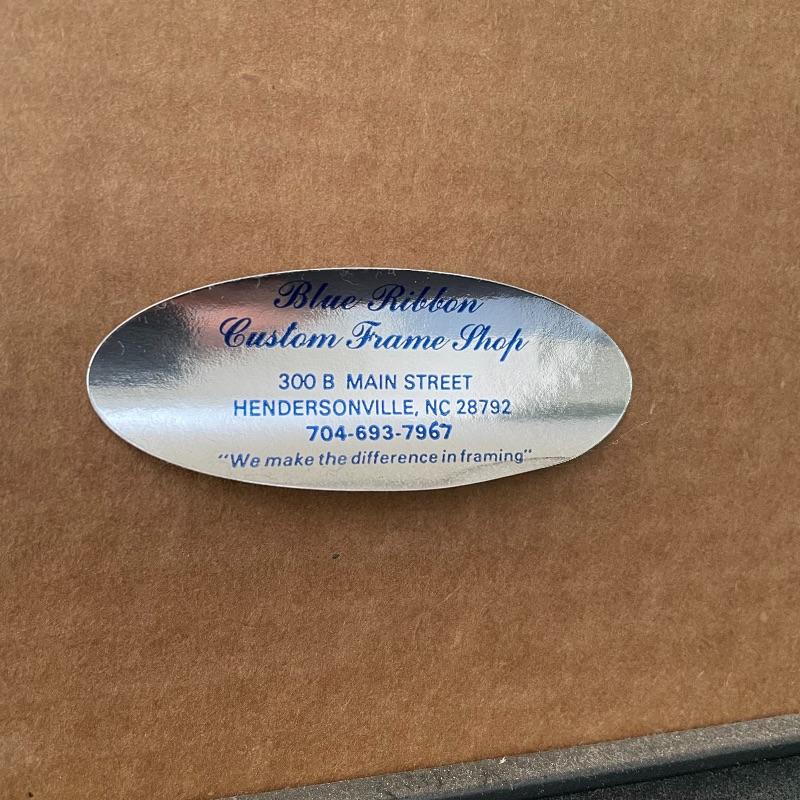 Blue Ribbon
Custom Frame Shop
300 B MAIN STREET
HENDERSONVILLE, NC 28792
704-693-7967
"We make the difference in framing"